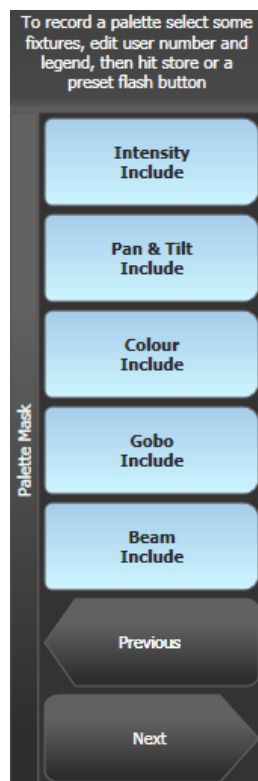 To record a palette select some
fixtures, edit user number and
legend, then hit store or a
preset flash button
Intensity
Include
Pan & Tilt
Include
Colour
Include
Palette Mask
Gobo
Include
Beam
Include
Previous
Next